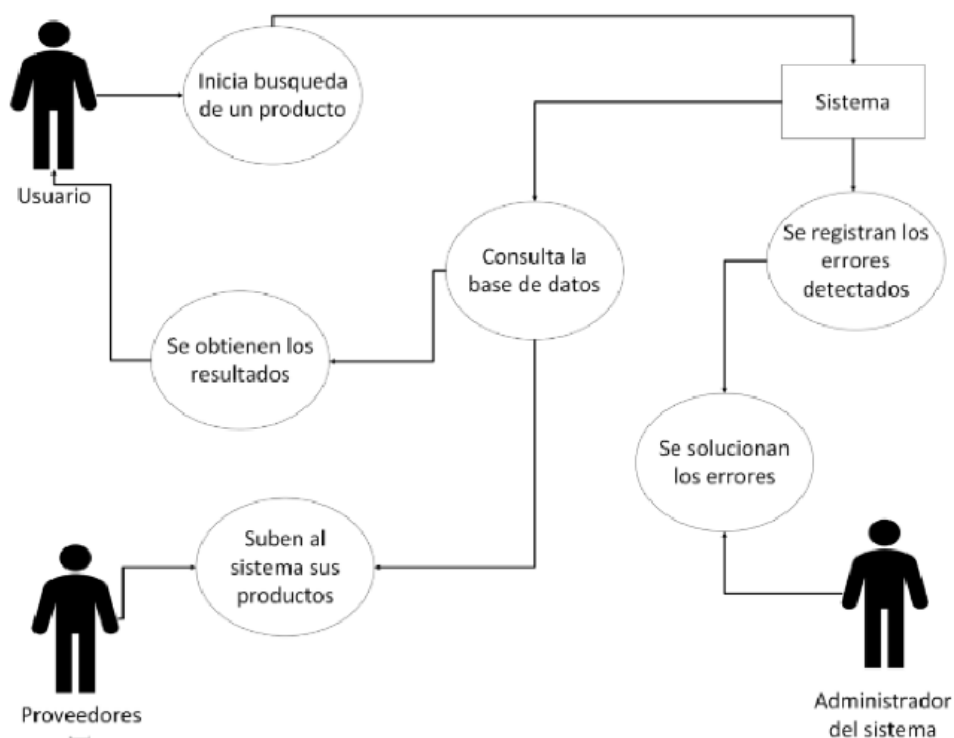 Inicia busqueda
de un producto
Sistema
Usuario
Consulta la
base de datos
Se registran los
errores
detectados
Se obtienen los
resultados
Se solucionan
los errores
Suben al
sistema sus
productos
Proveedores
Administrador
del sistema